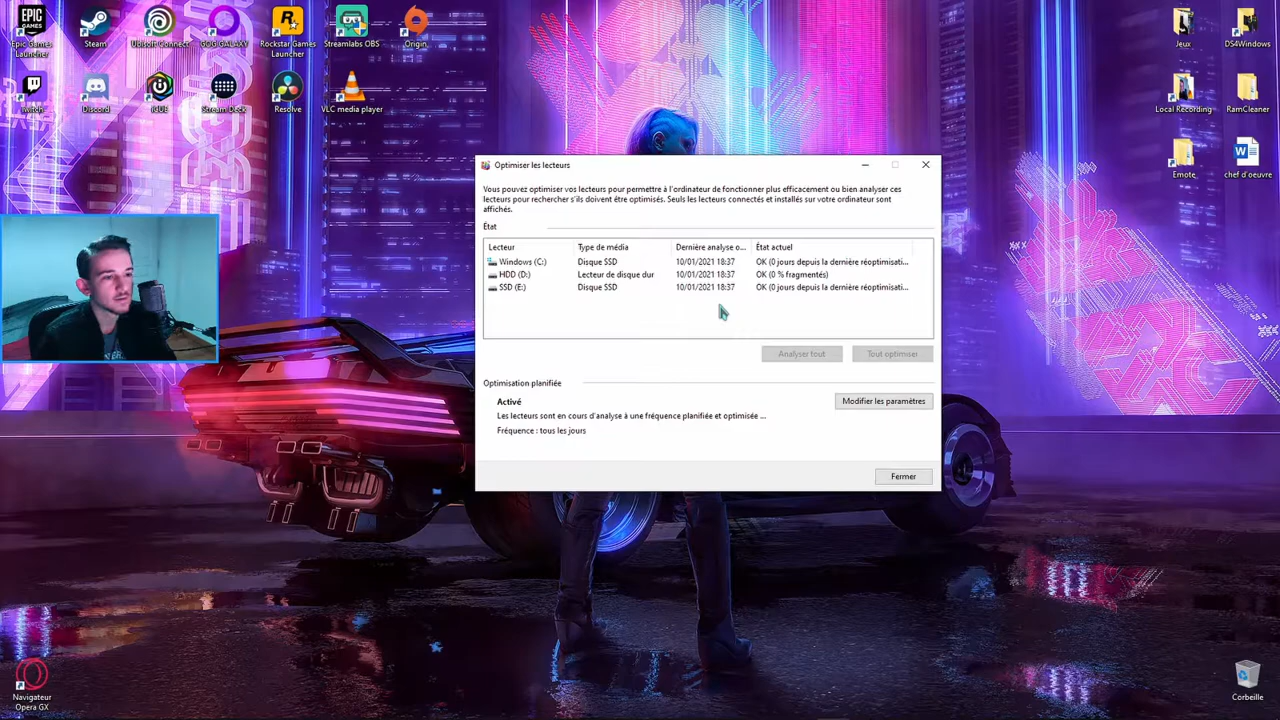 Epic Games
Launcher
Steam
Ubisoft Connect
GOG GALAXY
Rockstar Games
Launcher
Streamlabs OBS
Origin
Twitch
Discord
iCUE
Stream Deck
Resolve
VLC media player
Jeux
DS4Windows
Local Recording
RamCleaner
Emote
chef d'oeuvre
Optimiser les lecteurs
Vous pouvez optimiser vos lecteurs pour permettre à l'ordinateur de fonctionner plus efficacement ou bien analyser ces
lecteurs pour rechercher s'ils doivent être optimisés. Seuls les lecteurs connectés et installés sur votre ordinateur sont
affichés.
État
Lecteur Type de média Dernière analyse o... État actuel
Windows (C:) Disque SSD 10/01/2021 18:37 OK (0 jours depuis la dernière réoptimisati...
HDD (D:) Lecteur de disque dur 10/01/2021 18:37 OK (0 % fragmentés)
SSD (E:) Disque SSD 10/01/2021 18:37 OK (0 jours depuis la dernière réoptimisati...
Analyser tout Tout optimiser
Optimisation planifiée
Activé Modifier les paramètres
Les lecteurs sont en cours d'analyse à une fréquence planifiée et optimisée ...
Fréquence : tous les jours
Fermer
Navigateur
Opera GX
Corbeille